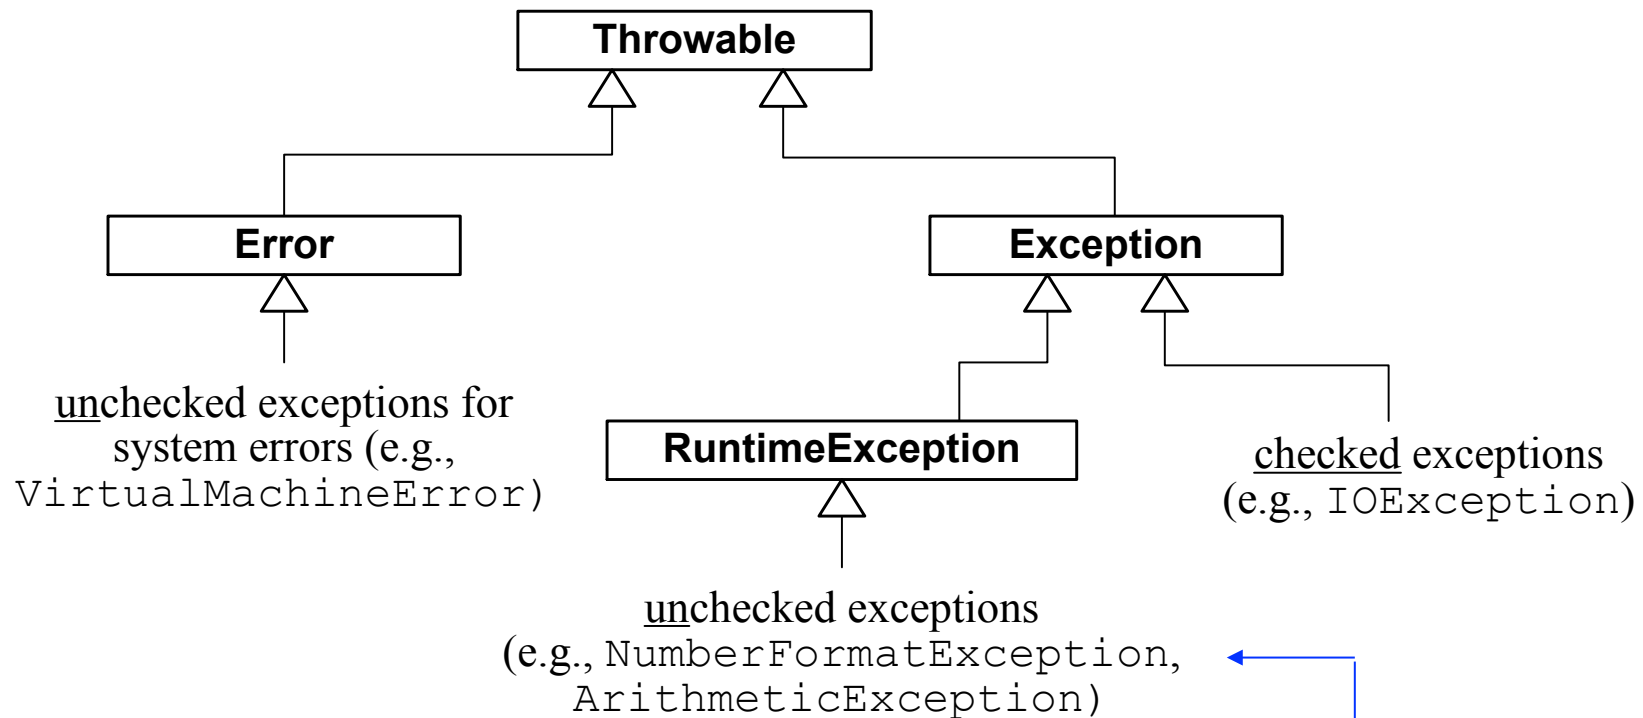 Throwable
Error
Exception
unchecked exceptions for
system errors (e.g.,
VirtualMachineError)
RuntimeException
checked exceptions
(e.g., IOException)
unchecked exceptions
(e.g., NumberFormatException,
ArithmeticException)